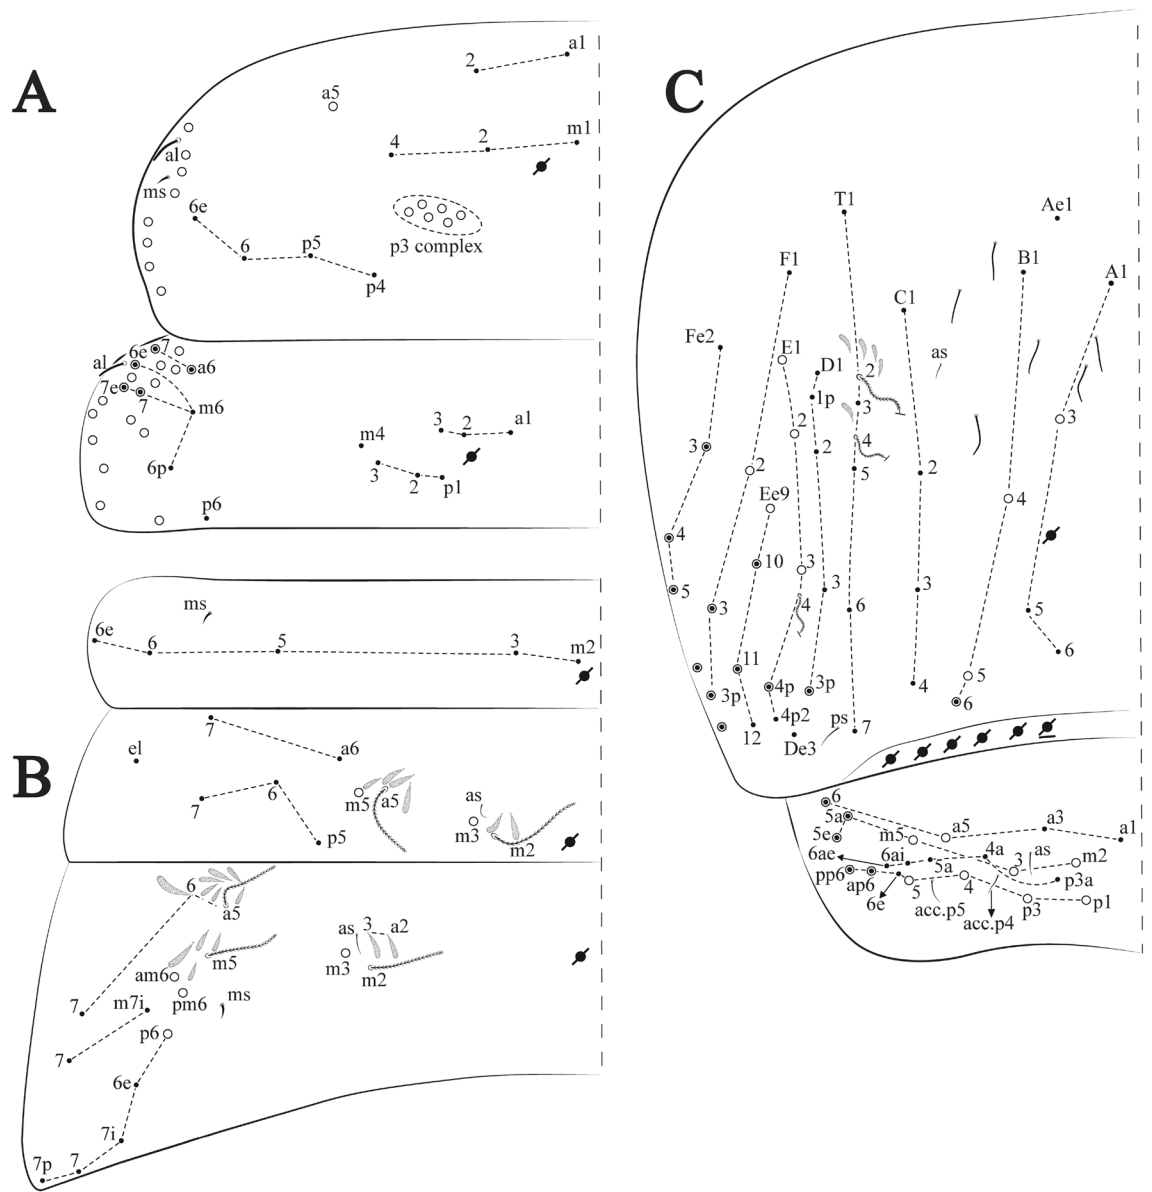 A
a1
2
a5
m1
2
4
al
ms
6e
6
p5
p4
p3 complex
al
6e
7
a6
7e
7
m6
6p
p6
m4
3
2
a1
3
2
p1
B
ms
6e
6
5
3
m2
7
a6
el
7
6
p5
m5
a5
as
m3
m2
6
a5
m5
am6
pm6
ms
7
m7i
7
p6
6e
7i
7
7p
as
3
a2
m3
m2
C
T1
Ae1
F1
B1
A1
C1
Fe2
E1
D1
as
2
1p
3
3
2
4
3
2
2
5
2
Ee9
4
4
10
3
5
3
4
3
3
6
5
11
6
4p
3p
4
5
3p
6
4p2
12
De3
ps
7
6
5a
5e
m5
a5
a3
a1
6ae
6ai
5a
4a
3
as
m2
pp6
ap6
6e
5
4
p3a
acc.p5
acc.p4
p3
p1